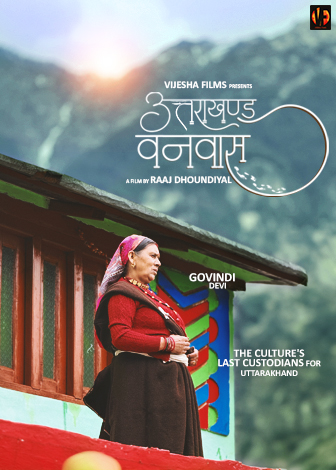 VIJESHA FILMS PRESENTS
उत्तराखण्ड
वनवास
A FILM BY RAAJ DHOUNDIYAL
GOVINDI
DEVI
THE CULTURE'S
LAST CUSTODIANS FOR
UTTARAKHAND